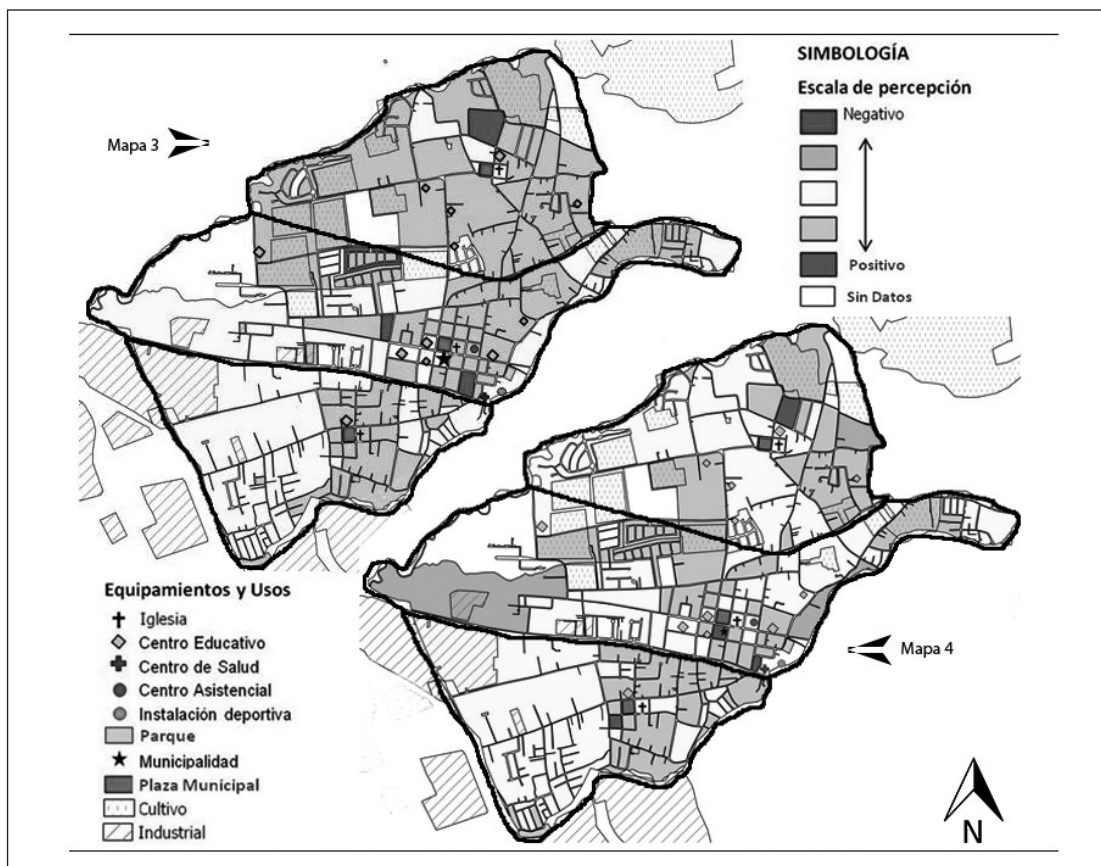 SIMBOLOGÍA
Escala de percepción
Negativo
Positivo
Sin Datos
Mapa 3
Mapa 4
Equipamientos y Usos
Iglesia
Centro Educativo
Centro de Salud
Centro Asistencial
Instalación deportiva
Parque
Municipalidad
Plaza Municipal
Cultivo
Industrial
N